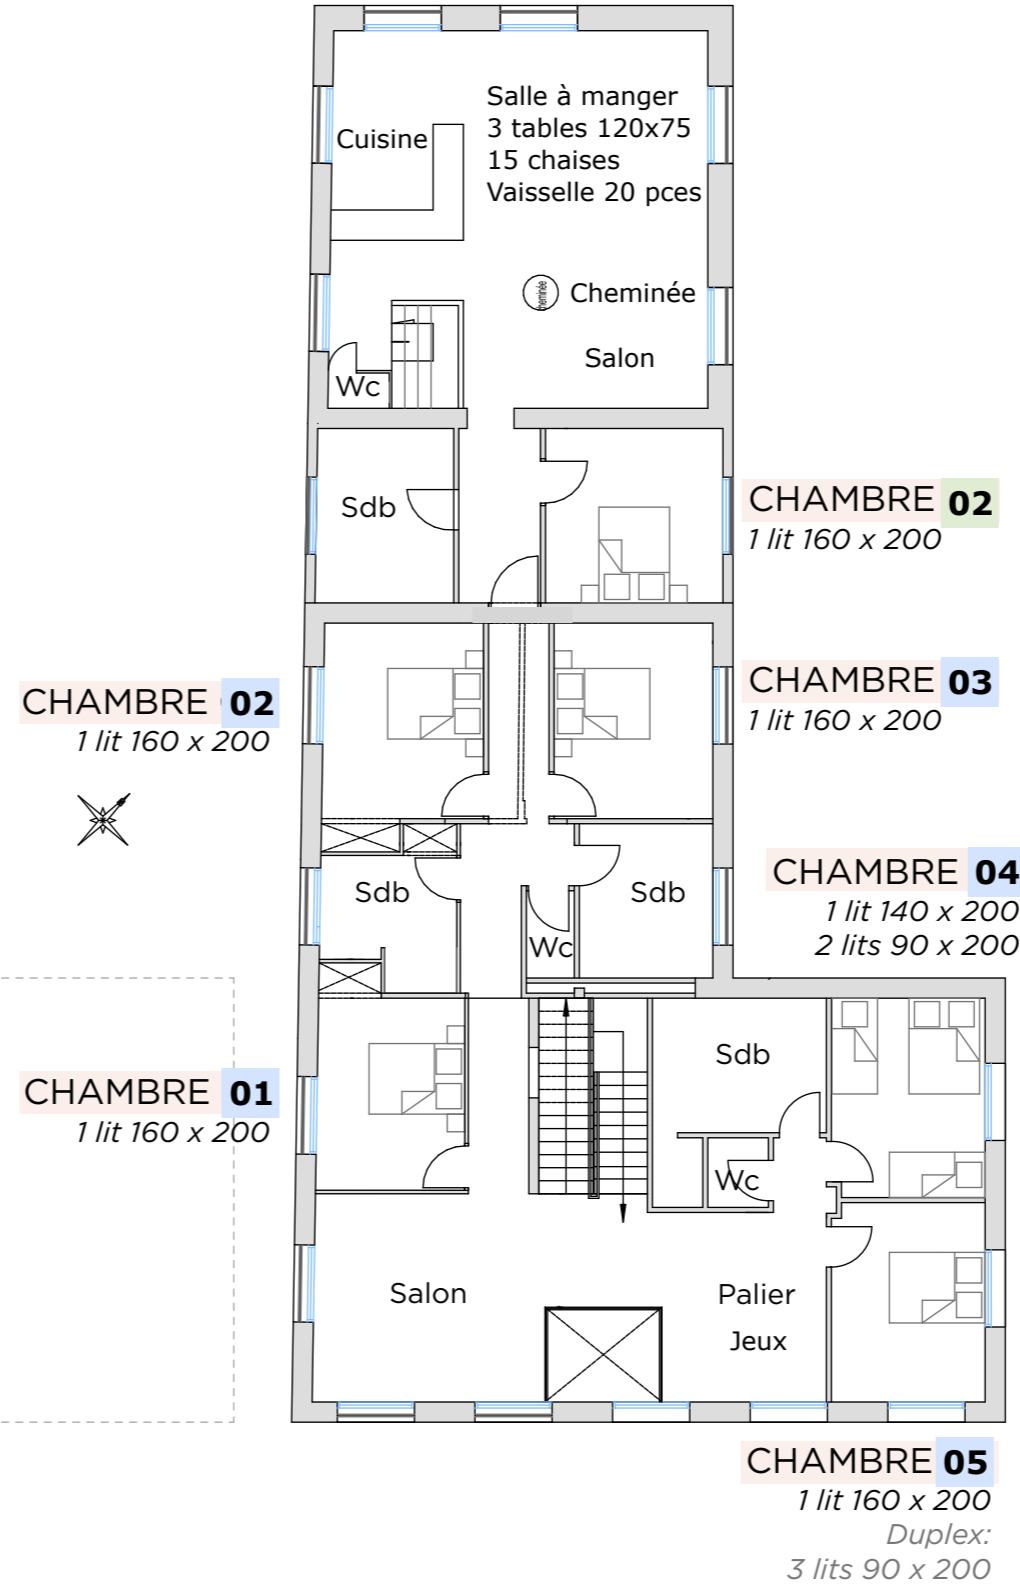 Cuisine
Salle à manger
3 tables 120x75
15 chaises
Vaisselle 20 pces
cheminée
Cheminée
Salon
Wc
Sdb
CHAMBRE 02
1 lit 160 x 200
CHAMBRE 02
1 lit 160 x 200
CHAMBRE 03
1 lit 160 x 200
Sdb
Wc
Sdb
CHAMBRE 04
1 lit 140 x 200
2 lits 90 x 200
CHAMBRE 01
1 lit 160 x 200
Sdb
Wc
Salon
Palier
Jeux
CHAMBRE 05
1 lit 160 x 200
Duplex:
3 lits 90 x 200